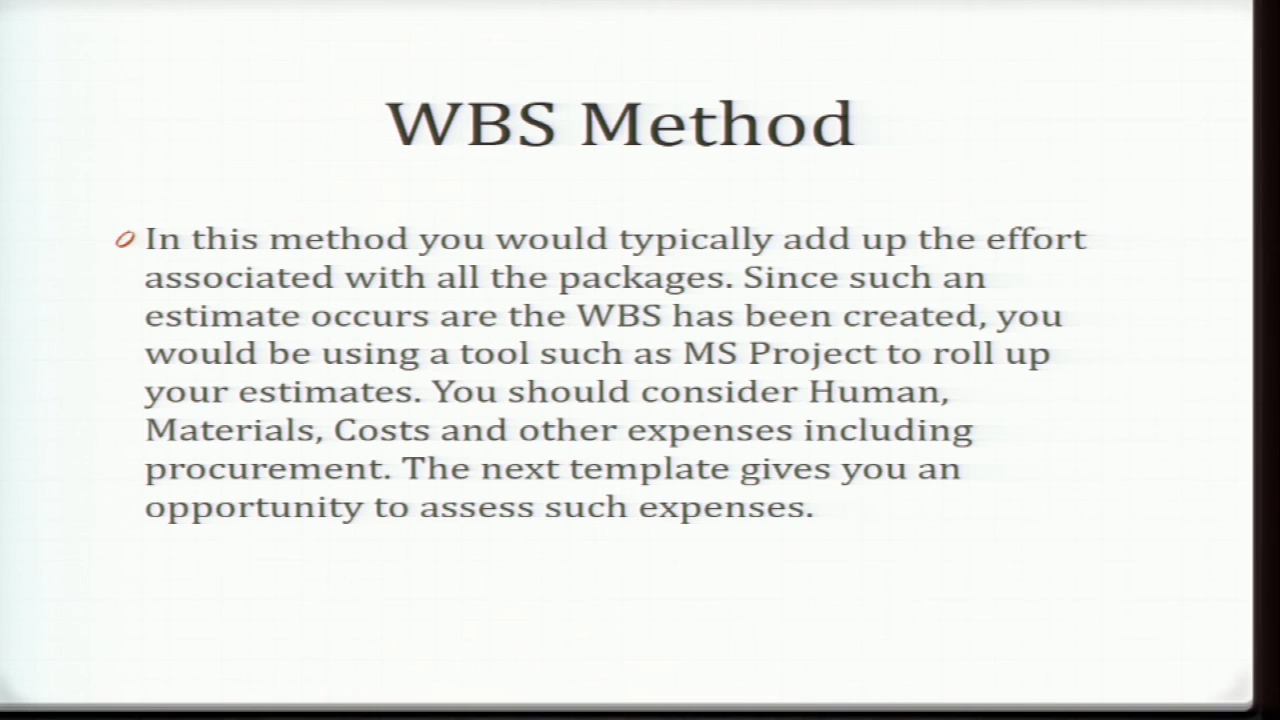 WBS Method
In this method you would typically add up the effort
associated with all the packages. Since such an
estimate occurs are the WBS has been created, you
would be using a tool such as MS Project to roll up
your estimates. You should consider Human,
Materials, Costs and other expenses including
procurement. The next template gives you an
opportunity to assess such expenses.